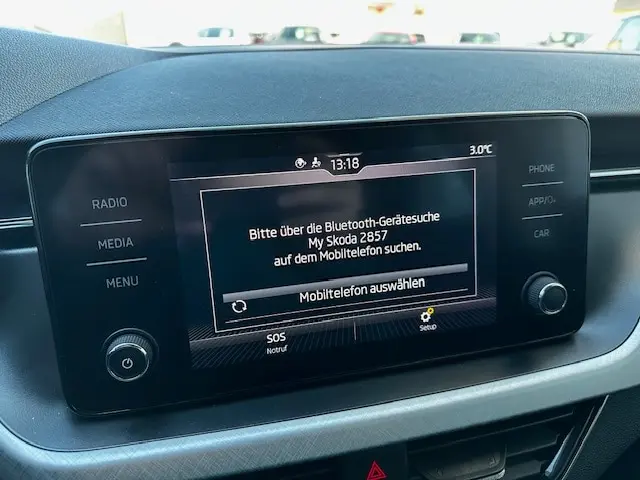 13:18
3.0°C
RADIO
MEDIA
MENU
Bitte über die Bluetooth-Gerätesuche
My Skoda 2857
auf dem Mobiltelefon suchen.
Mobiltelefon auswählen
SOS
Notruf
Setup
PHONE
APP/
CAR